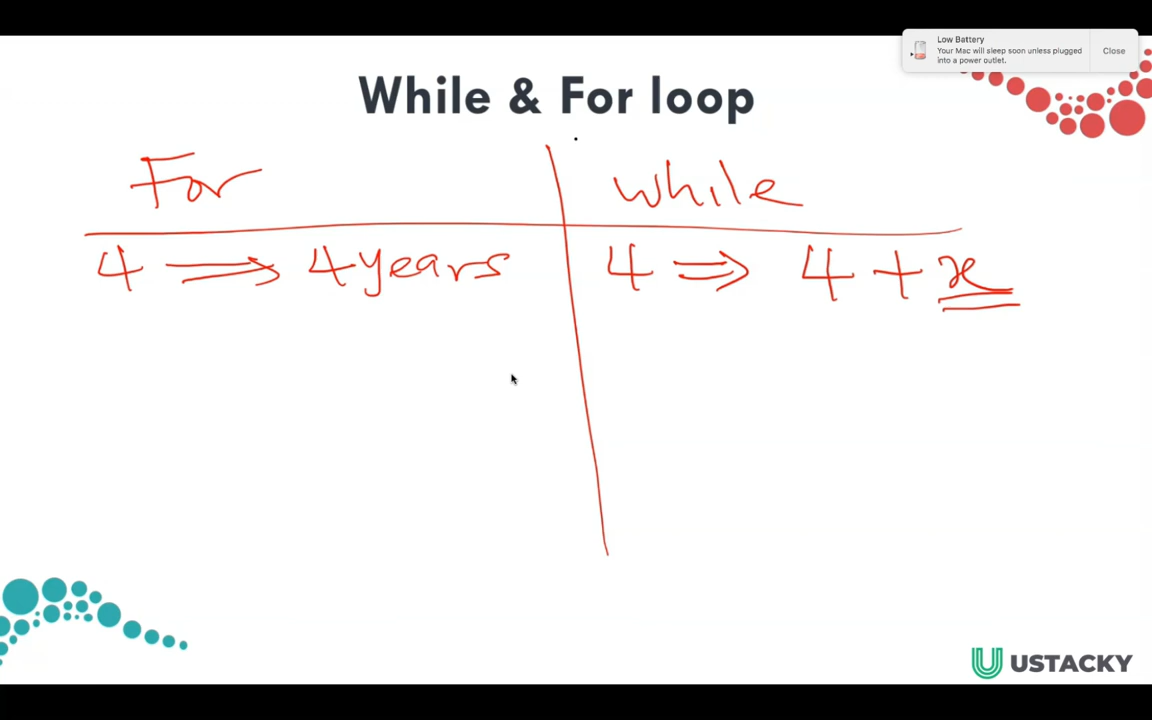 Low Battery
Your Mac will sleep soon unless plugged
into a power outlet.
Close
While & For loop
For while
4 ⟹ 4years 4 ⇒ 4 + x
USTACKY